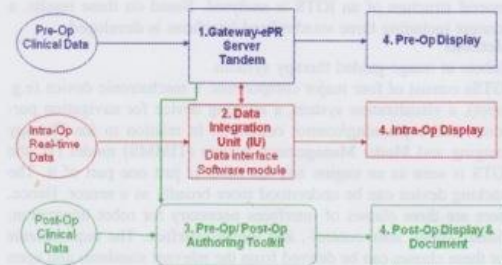 Pre-Op
Clinical Data
1.Gateway-ePR
Server
Tandem
4. Pre-Op Display
Intra-Op
Real-time
Data
2. Data
Integration
Unit (IU)
Data interface
Software module
4. Intra-Op Display
Post-Op
Clinical
Data
3. Pre-Op/ Post-Op
Authoring Toolkit
4. Post-Op Display &
Document